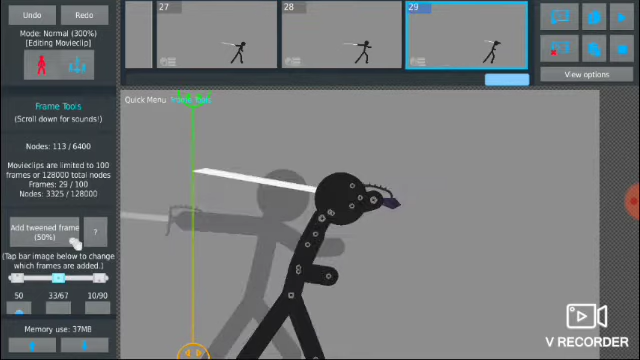 Undo
Redo
Mode: Normal (300%)
[Editing Movieclip]
Frame Tools
(Scroll down for sounds!)
Nodes: 113 / 6400
Movieclips are limited to 100
frames or 128000 total nodes
Frames: 29 / 100
Nodes: 3325 / 128000
Add tweened frame
(50%)
?
(Tap bar image below to change
which frames are added.)
50
33/67
10/90
Memory use: 37MB
27
28
29
View options
Quick Menu
Frame Tools
V RECORDER